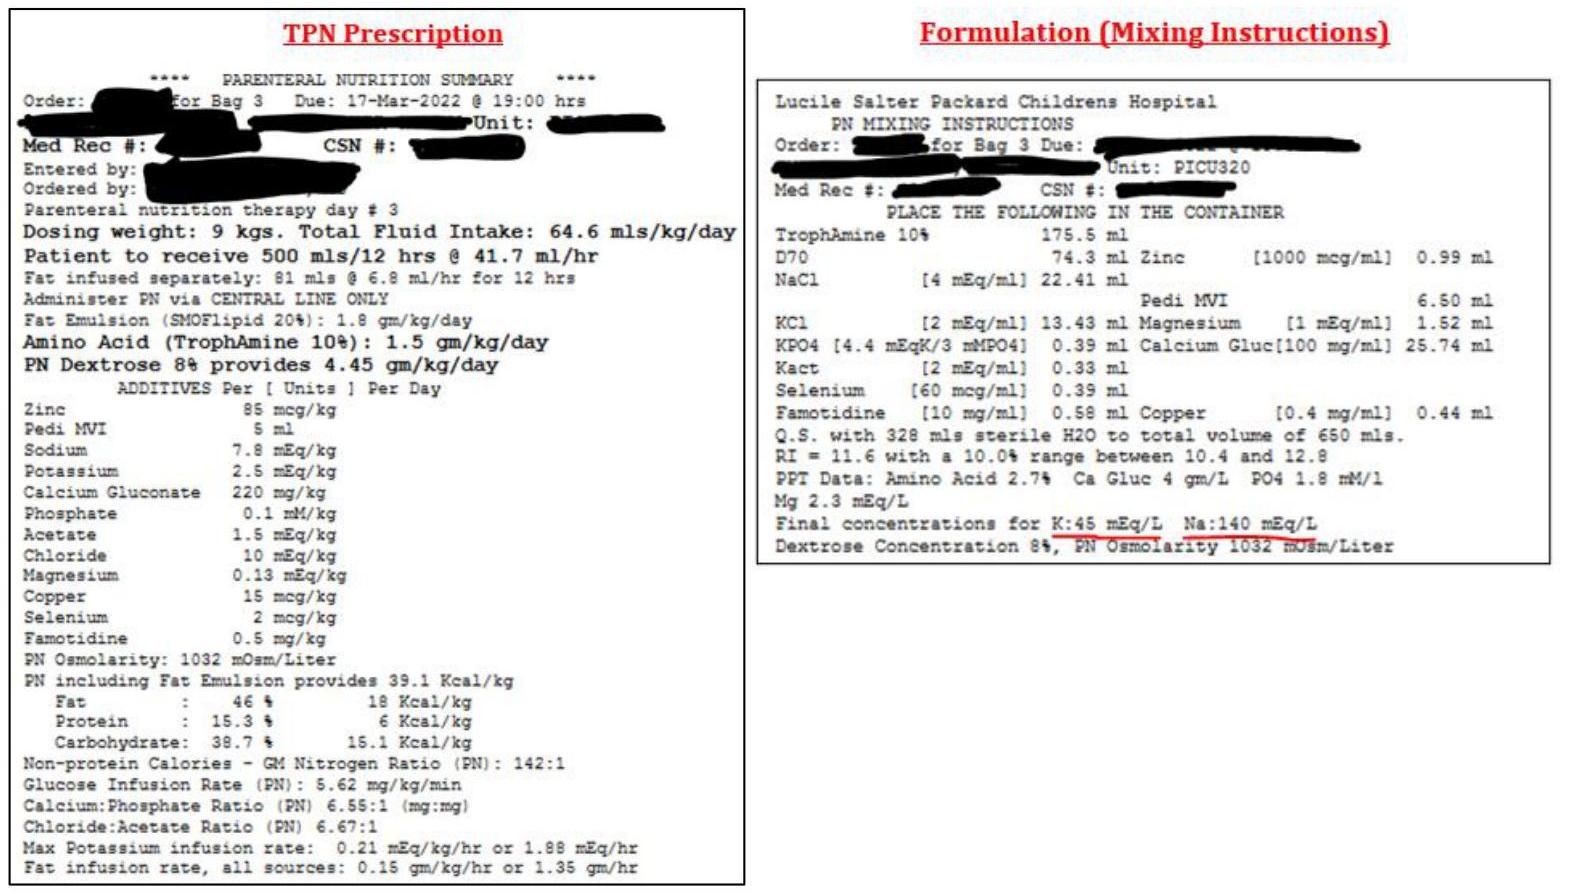 TPN Prescription
**** PARENTERAL NUTRITION SUMMARY ****
Order: for Bag 3 Due: 17-Mar-2022 @ 19:00 hrs
Unit:
Med Rec #: CSN #:
Entered by:
Ordered by:
Parenteral nutrition therapy day # 3
Dosing weight: 9 kgs. Total Fluid Intake: 64.6 mls/kg/day
Patient to receive 500 mls/12 hrs @ 41.7 ml/hr
Fat infused separately: 81 mls @ 6.8 ml/hr for 12 hrs
Administer PN via CENTRAL LINE ONLY
Fat Emulsion (SMOFlipid 20%): 1.8 gm/kg/day
Amino Acid (TrophAmine 10%): 1.5 gm/kg/day
PN Dextrose 8% provides 4.45 gm/kg/day
ADDITIVES Per [ Units ] Per Day
Zinc 85 mcg/kg
Pedi MVI 5 ml
Sodium 7.8 mEq/kg
Potassium 2.5 mEq/kg
Calcium Gluconate 220 mg/kg
Phosphate 0.1 mM/kg
Acetate 1.5 mEq/kg
Chloride 10 mEq/kg
Magnesium 0.13 mEq/kg
Copper 15 mcg/kg
Selenium 2 mcg/kg
Famotidine 0.5 mg/kg
PN Osmolarity: 1032 mOsm/Liter
PN including Fat Emulsion provides 39.1 Kcal/kg
Fat : 46 % 18 Kcal/kg
Protein : 15.3 % 6 Kcal/kg
Carbohydrate: 38.7 % 15.1 Kcal/kg
Non-protein Calories - GM Nitrogen Ratio (PN): 142:1
Glucose Infusion Rate (PN): 5.62 mg/kg/min
Calcium:Phosphate Ratio (PN) 6.55:1 (mg:mg)
Chloride:Acetate Ratio (PN) 6.67:1
Max Potassium infusion rate: 0.21 mEq/kg/hr or 1.88 mEq/hr
Fat infusion rate, all sources: 0.15 gm/kg/hr or 1.35 gm/hr
Formulation (Mixing Instructions)
Lucile Salter Packard Childrens Hospital
PN MIXING INSTRUCTIONS
Order: for Bag 3 Due:
Unit: PICU320
Med Rec #: CSN #:
PLACE THE FOLLOWING IN THE CONTAINER
TrophAmine 10% 175.5 ml
D70 74.3 ml Zinc [1000 mcg/ml] 0.99 ml
NaCl [4 mEq/ml] 22.41 ml
Pedi MVI 6.50 ml
KCl [2 mEq/ml] 13.43 ml Magnesium [1 mEq/ml] 1.52 ml
KPO4 [4.4 mEqK/3 mMPO4] 0.39 ml Calcium Gluc[100 mg/ml] 25.74 ml
Kact [2 mEq/ml] 0.33 ml
Selenium [60 mcg/ml] 0.39 ml
Famotidine [10 mg/ml] 0.58 ml Copper [0.4 mg/ml] 0.44 ml
Q.S. with 328 mls sterile H2O to total volume of 650 mls.
RI = 11.6 with a 10.0% range between 10.4 and 12.8
PPT Data: Amino Acid 2.7% Ca Gluc 4 gm/L PO4 1.8 mM/l
Mg 2.3 mEq/L
Final concentrations for K:45 mEq/L Na:140 mEq/L
Dextrose Concentration 8%, PN Osmolarity 1032 mOsm/Liter